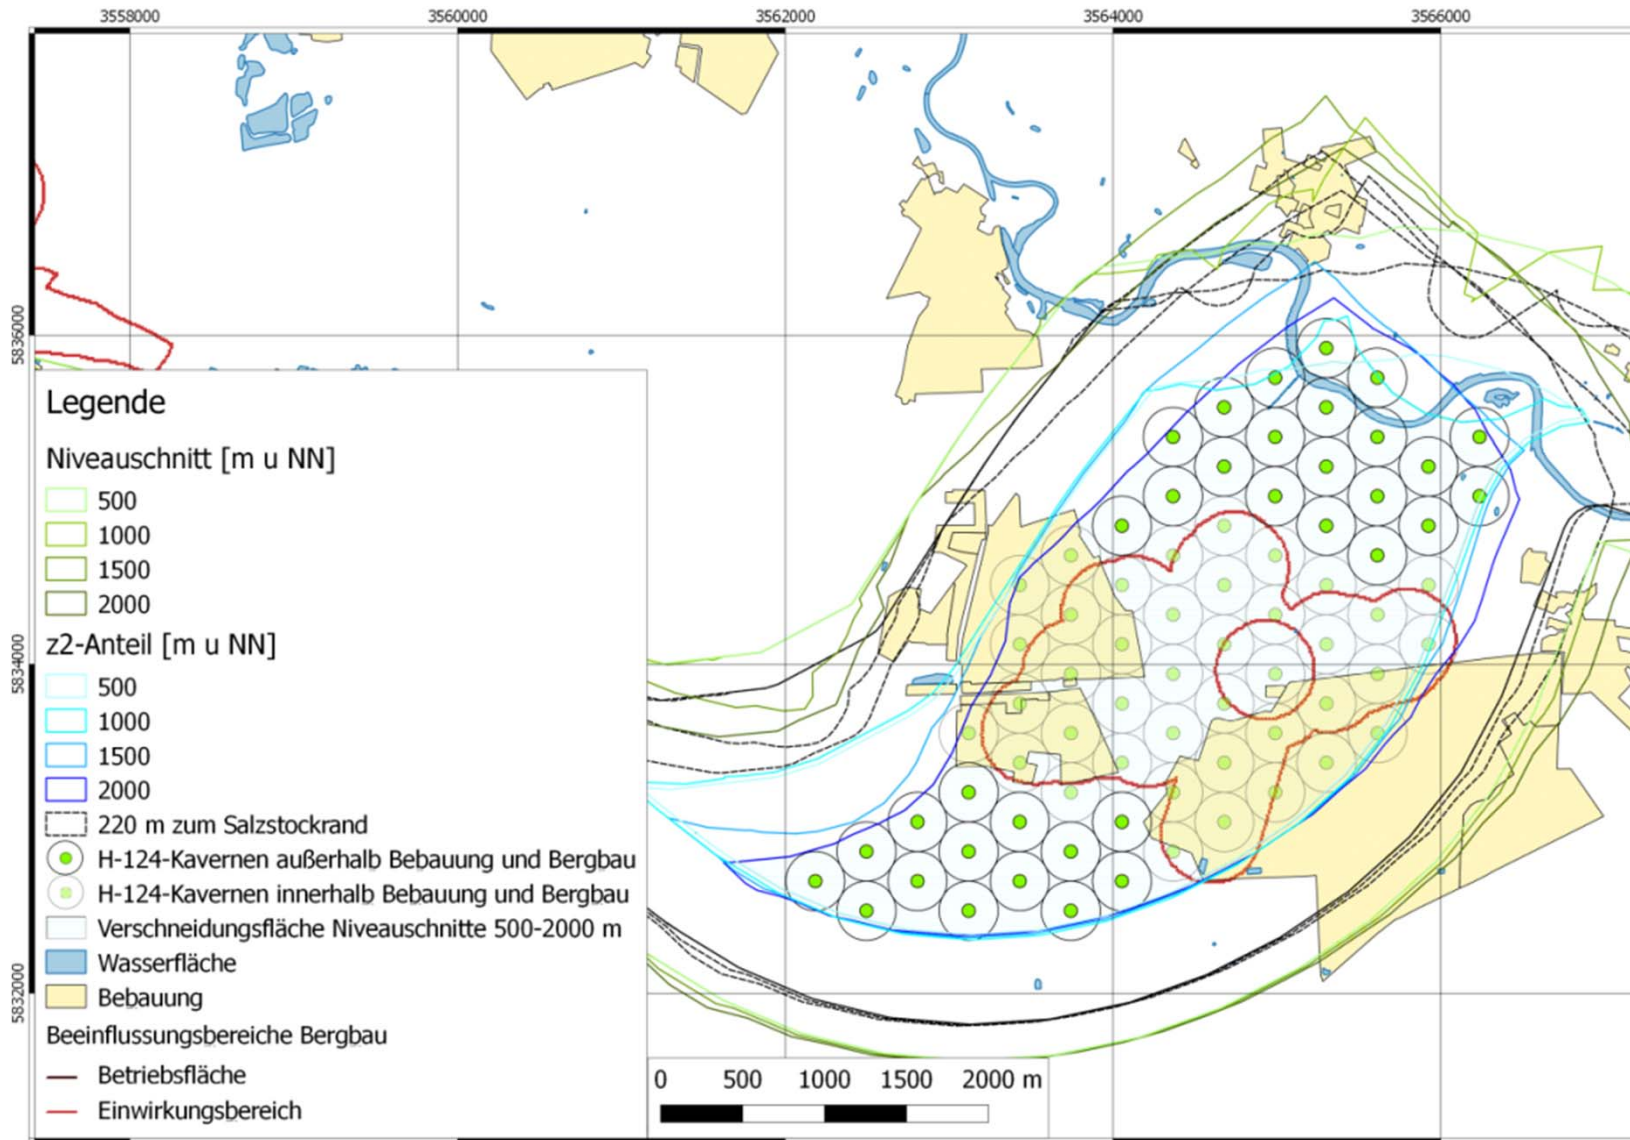 3558000 3560000 3562000 3564000 3566000
5836000
5834000
5832000
Legende
Niveauschnitt [m u NN]
500
1000
1500
2000
z2-Anteil [m u NN]
500
1000
1500
2000
220 m zum Salzstockrand
H-124-Kavernen außerhalb Bebauung und Bergbau
H-124-Kavernen innerhalb Bebauung und Bergbau
Verschneidungsfläche Niveauschnitte 500-2000 m
Wasserfläche
Bebauung
Beeinflussungsbereiche Bergbau
Betriebsfläche
Einwirkungsbereich
0 500 1000 1500 2000 m